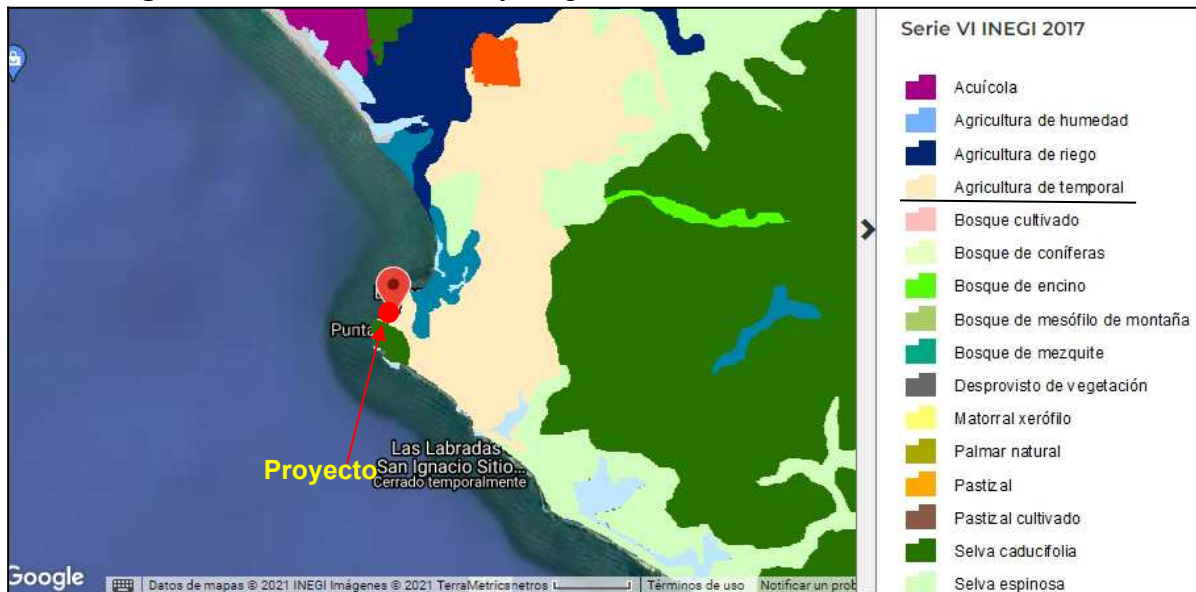 Serie VI INEGI 2017
Acuícola
Agricultura de humedad
Agricultura de riego
Agricultura de temporal
Bosque cultivado
Bosque de coníferas
Bosque de encino
Bosque de mesófilo de montaña
Bosque de mezquite
Desprovisto de vegetación
Matorral xerófilo
Palmar natural
Pastizal
Pastizal cultivado
Selva caducifolia
Selva espinosa
Punta
Las Labradas
San Ignacio Sitio...
Cerrado temporalmente
Proyecto
Google
Datos de mapas © 2021 INEGI Imágenes © 2021 TerraMetrics
Términos de uso
Notificar un prob